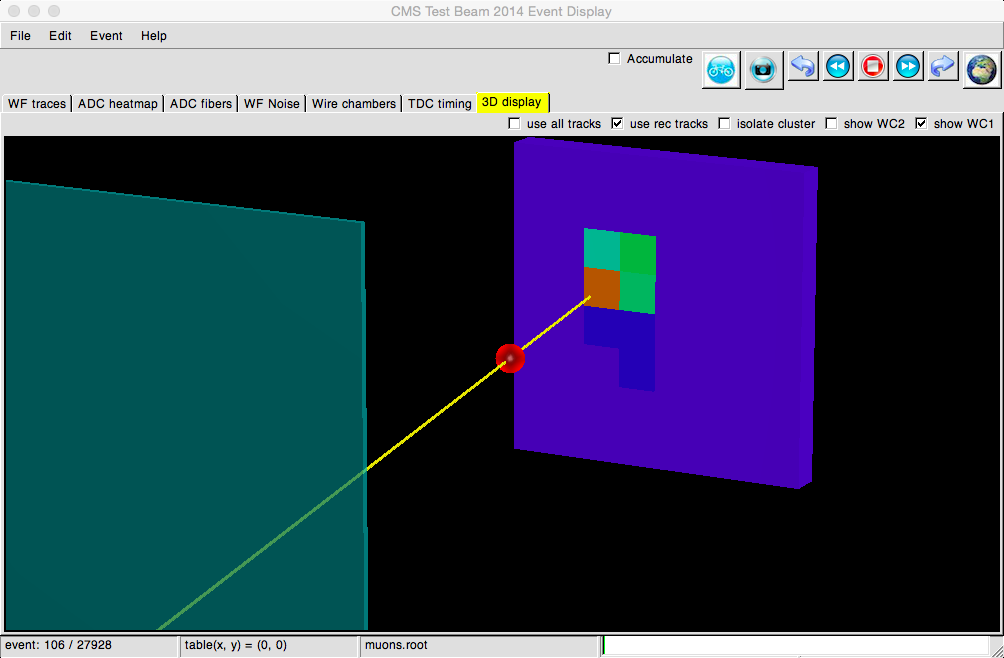 CMS Test Beam 2014 Event Display
File Edit Event Help
Accumulate
WF traces ADC heatmap ADC fibers WF Noise Wire chambers TDC timing 3D display
use all tracks use rec tracks isolate cluster show WC2 show WC1
event: 106 / 27928 table(x, y) = (0, 0) muons.root